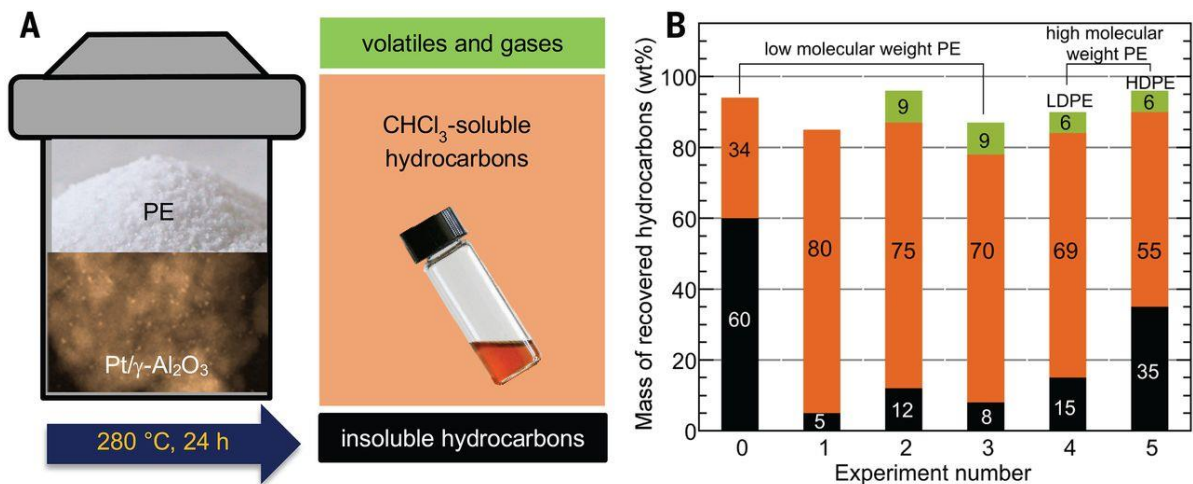 A
PE
Pt/γ-Al₂O₃
280 °C, 24 h
volatiles and gases
CHCl₃-soluble
hydrocarbons
insoluble hydrocarbons
B
Mass of recovered hydrocarbons (wt%)
100
80
60
40
20
0
low molecular weight PE
high molecular
weight PE
LDPE
HDPE
34
60
80
5
9
75
12
9
70
8
6
69
15
6
55
35
0 1 2 3 4 5
Experiment number